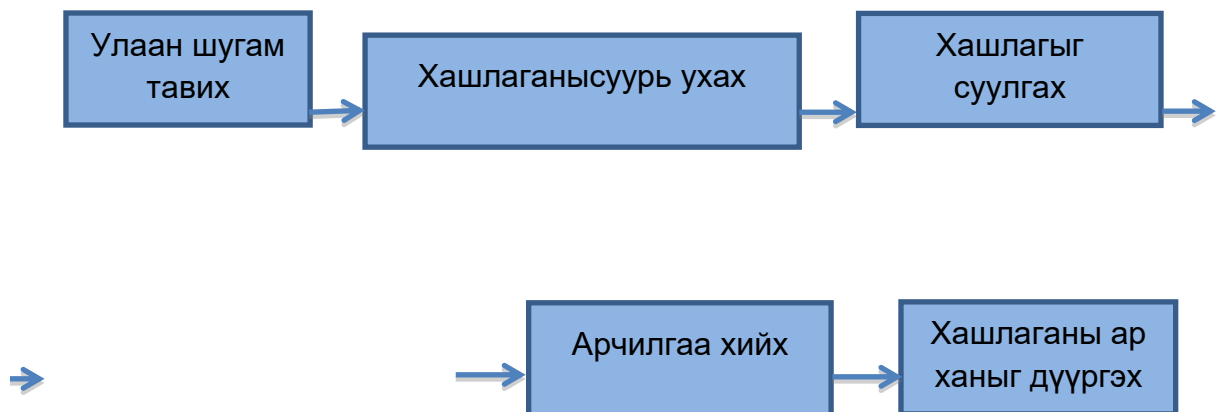 Улаан шугам
тавих
Хашлаганысуурь ухах
Хашлагыг
суулгах
Арчилгаа хийх
Хашлаганы ар
ханыг дүүргэх